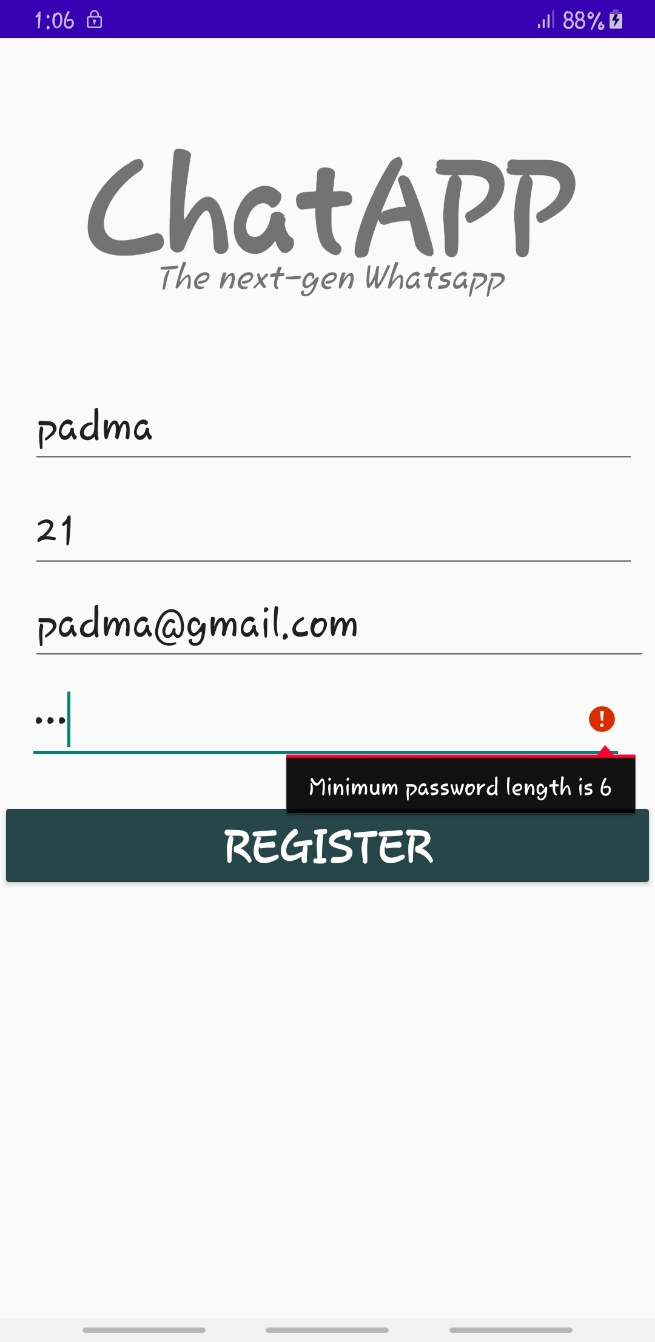 1:06 88%
ChatAPP
The next-gen Whatsapp
padma
21
padma@gmail.com
•••
Minimum password length is 6
REGISTER